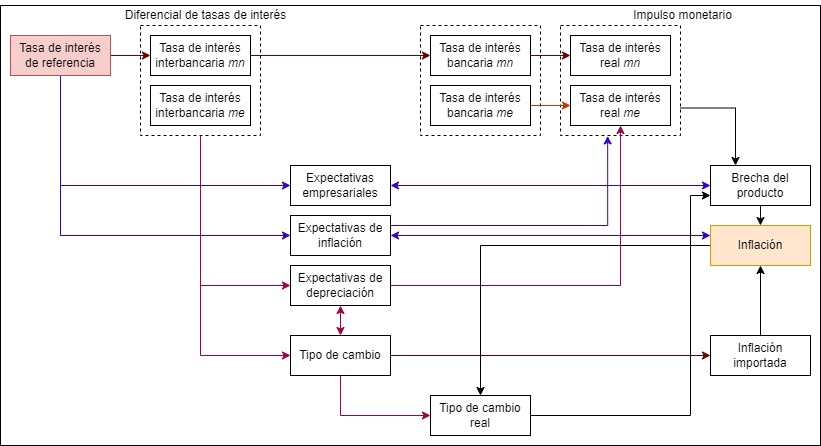 Diferencial de tasas de interés
Impulso monetario
Tasa de interés
de referencia
Tasa de interés
interbancaria mn
Tasa de interés
bancaria mn
Tasa de interés
real mn
Tasa de interés
interbancaria me
Tasa de interés
bancaria me
Tasa de interés
real me
Expectativas
empresariales
Brecha del
producto
Expectativas de
inflación
Inflación
Expectativas de
depreciación
Tipo de cambio
Inflación
importada
Tipo de cambio
real